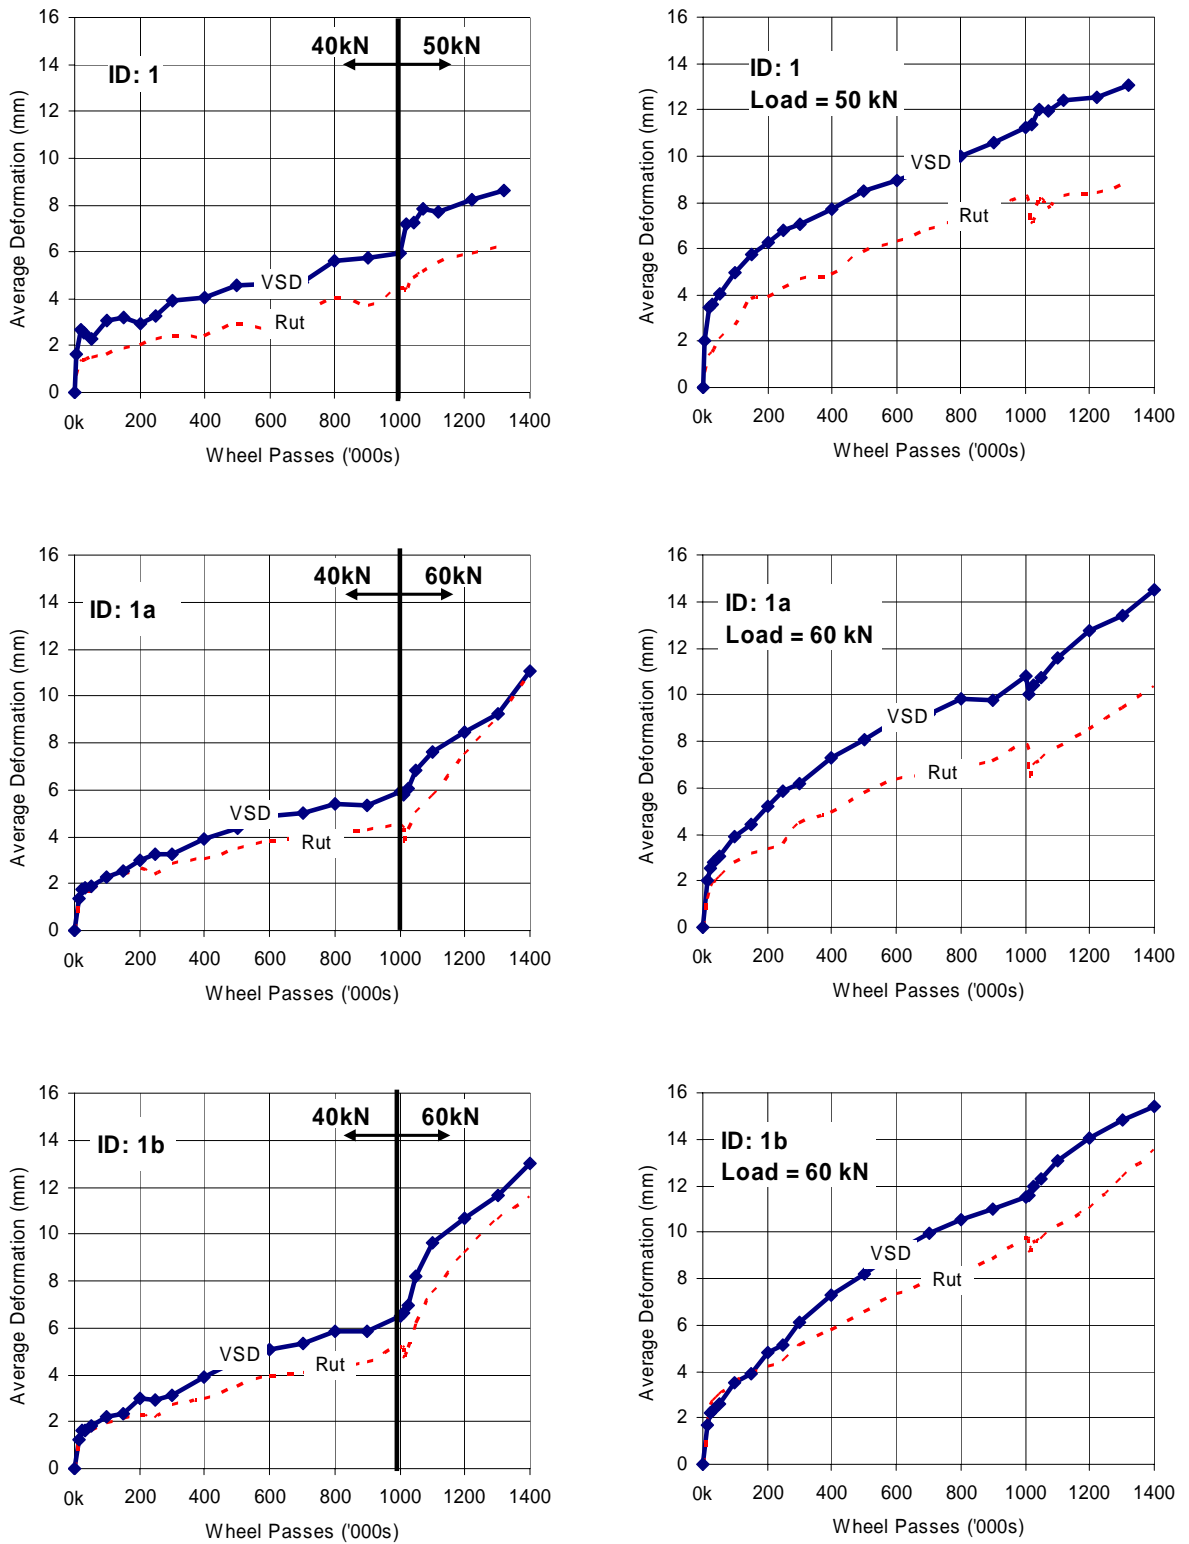 16
14
12
10
8
6
4
2
0
Average Deformation (mm)
40kN
50kN
ID: 1
VSD
Rut
0k
200
400
600
800
1000
1200
1400
Wheel Passes ('000s)
16
14
12
10
8
6
4
2
0
Average Deformation (mm)
ID: 1
Load = 50 kN
VSD
Rut
0k
200
400
600
800
1000
1200
1400
Wheel Passes ('000s)
16
14
12
10
8
6
4
2
0
Average Deformation (mm)
40kN
60kN
ID: 1a
VSD
Rut
0k
200
400
600
800
1000
1200
1400
Wheel Passes ('000s)
16
14
12
10
8
6
4
2
0
Average Deformation (mm)
ID: 1a
Load = 60 kN
VSD
Rut
0k
200
400
600
800
1000
1200
1400
Wheel Passes ('000s)
16
14
12
10
8
6
4
2
0
Average Deformation (mm)
40kN
60kN
ID: 1b
VSD
Rut
0k
200
400
600
800
1000
1200
1400
Wheel Passes ('000s)
16
14
12
10
8
6
4
2
0
Average Deformation (mm)
ID: 1b
Load = 60 kN
VSD
Rut
0k
200
400
600
800
1000
1200
1400
Wheel Passes ('000s)